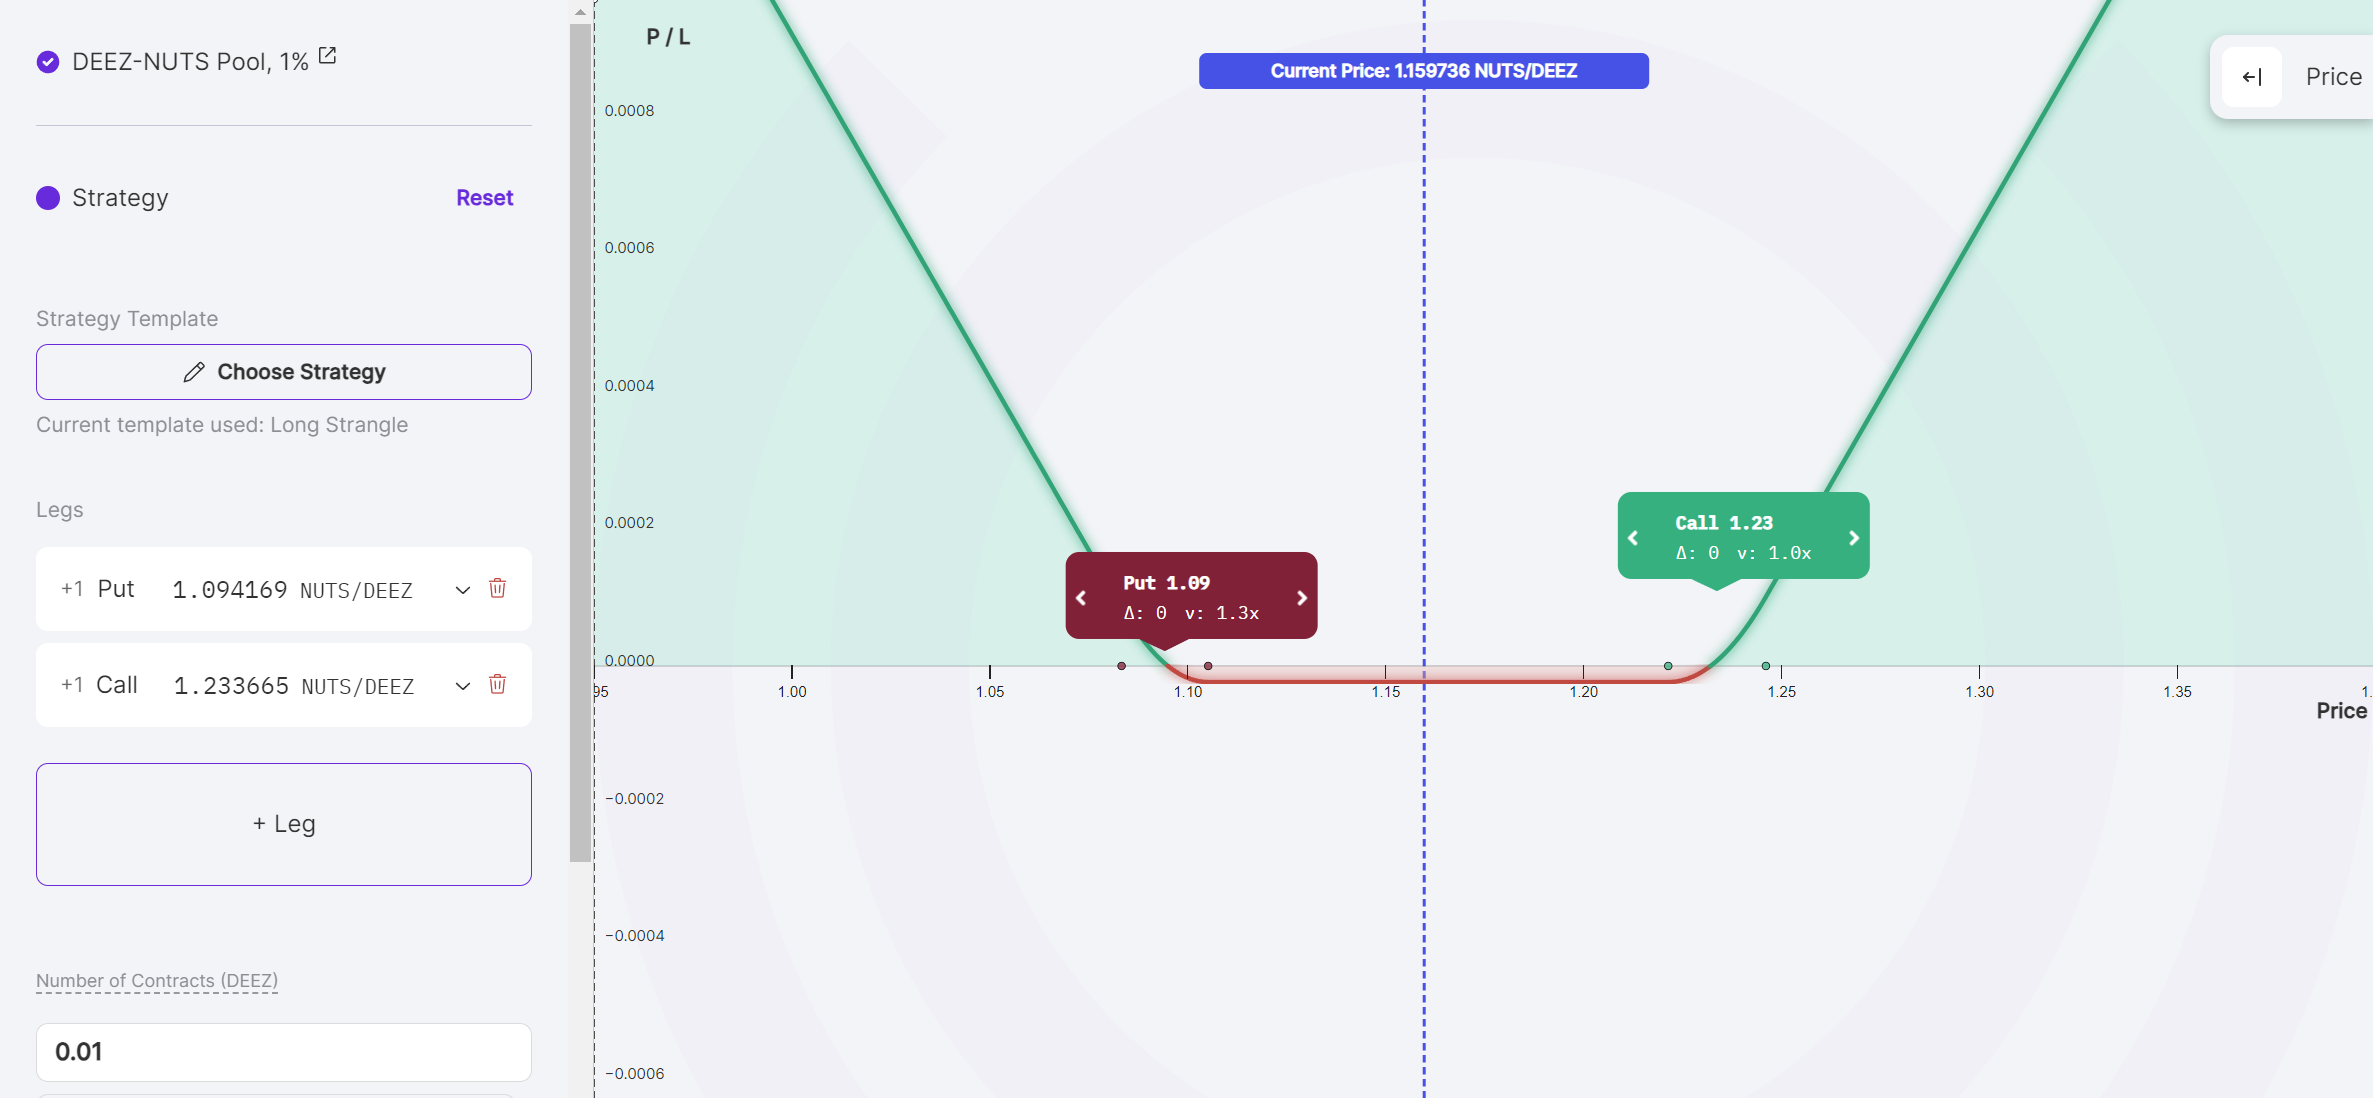 DEEZ-NUTS Pool, 1%
Strategy
Reset
Strategy Template
Choose Strategy
Current template used: Long Strangle
Legs
+1 Put 1.094169 NUTS/DEEZ
+1 Call 1.233665 NUTS/DEEZ
+ Leg
Number of Contracts (DEEZ)
0.01
P / L
Current Price: 1.159736 NUTS/DEEZ
Price
0.0008
0.0006
0.0004
0.0002
0.0000
−0.0002
−0.0004
−0.0006
Call 1.23
Δ: 0 v: 1.0x
Put 1.09
Δ: 0 v: 1.3x
95 1.00 1.05 1.10 1.15 1.20 1.25 1.30 1.35 1.
Price